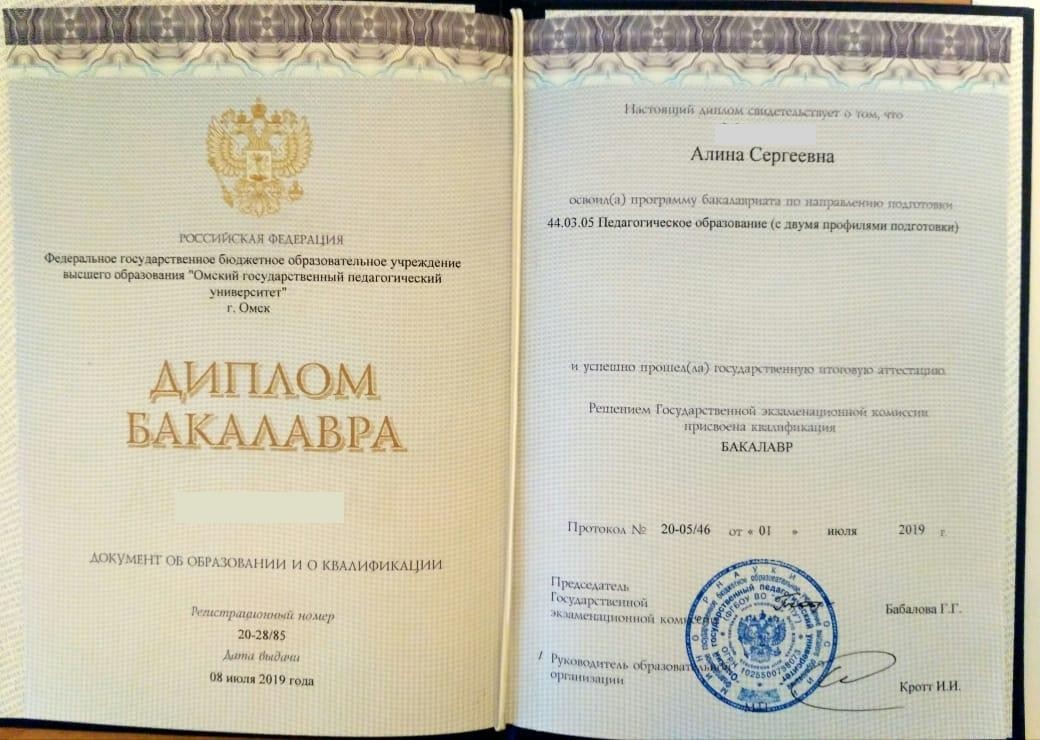 РОССИЙСКАЯ ФЕДЕРАЦИЯ
Федеральное государственное бюджетное образовательное учреждение
высшего образования "Омский государственный педагогический
университет"
г. Омск
ДИПЛОМ
БАКАЛАВРА
ДОКУМЕНТ ОБ ОБРАЗОВАНИИ И О КВАЛИФИКАЦИИ
Регистрационный номер
20-28/85
Дата выдачи
08 июля 2019 года
Настоящий диплом свидетельствует о том, что
Алина Сергеевна
освоил(а) программу бакалавриата по направлению подготовки
44.03.05 Педагогическое образование (с двумя профилями подготовки)
и успешно прошел(ла) государственную итоговую аттестацию.
Решением Государственной экзаменационной комиссии
присвоена квалификация
БАКАЛАВР
Протокол № 20-05/46 от « 01 » июля 2019 г.
Председатель
Государственной
экзаменационной комиссии
Бабалова Г.Г.
Руководитель образовательной
организации
Кротт И.И.
М.П.